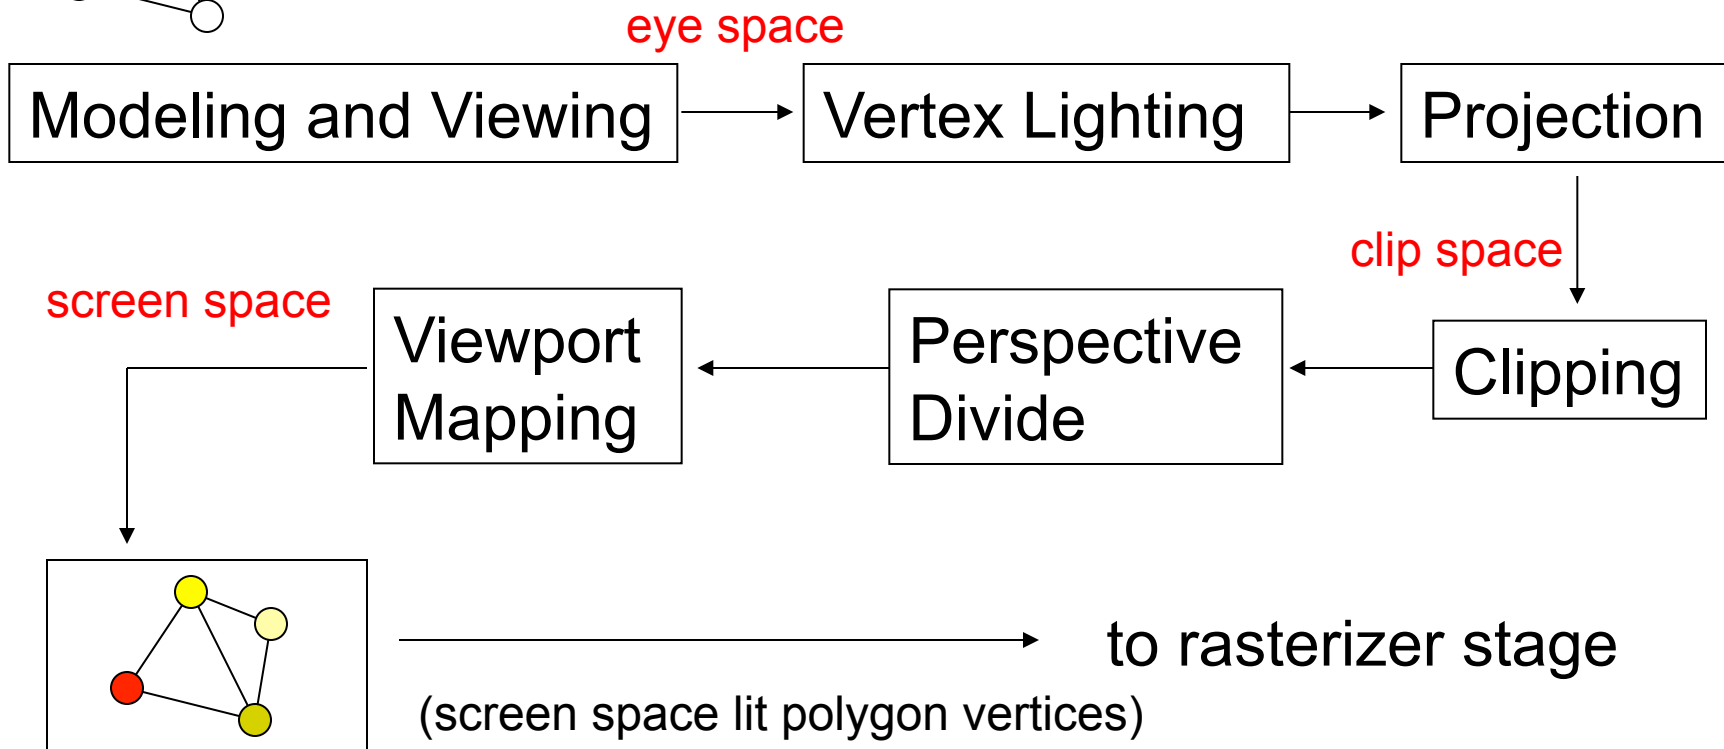 eye space
Modeling and Viewing
Vertex Lighting
Projection
clip space
screen space
Viewport
Mapping
Perspective
Divide
Clipping
to rasterizer stage
(screen space lit polygon vertices)